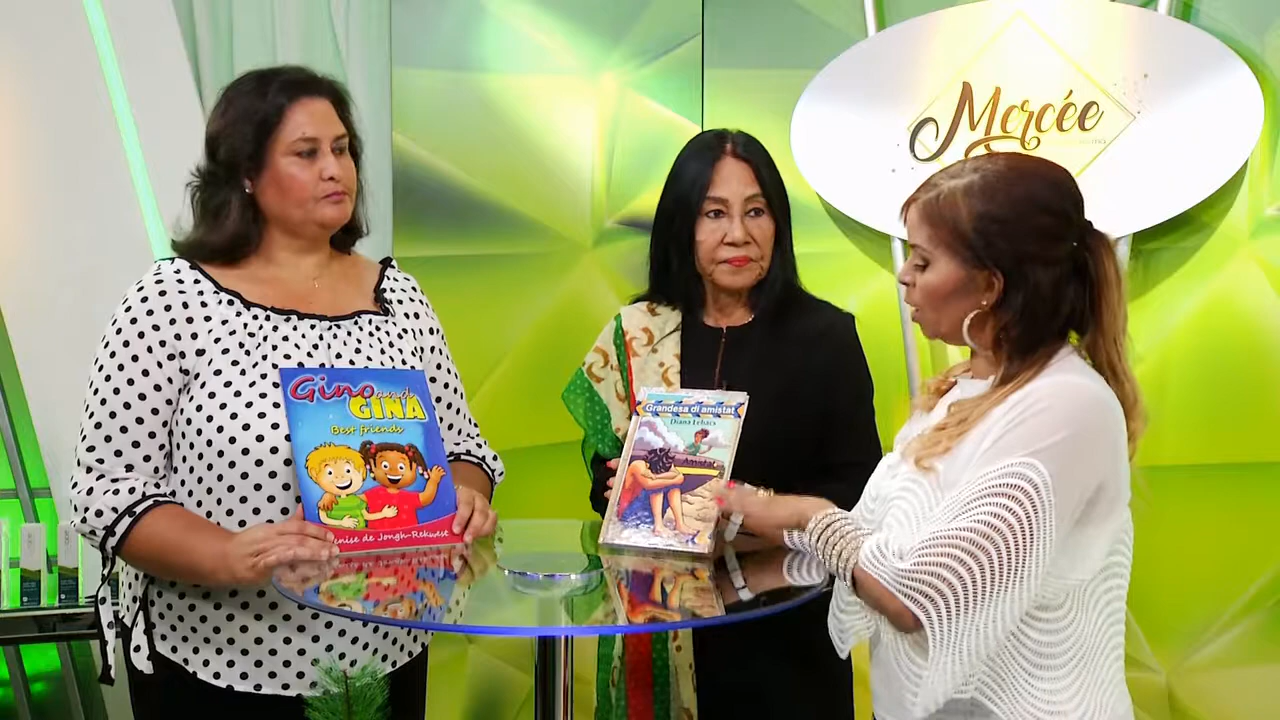 Mercée
Gino and
GINA
Best friends
enise de Jongh-Rekwest
Grandesa di amistat
Diana Lebacs